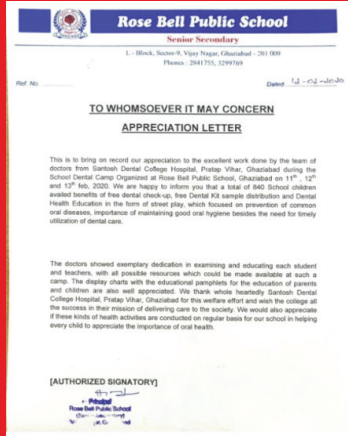 Rose Bell Public School
Senior Secondary
L - Block, Sector-9, Vijay Nagar, Ghaziabad - 201 009
Phones : 2841755, 3299769
Ref No.
Dated 12-02-2020
TO WHOMSOEVER IT MAY CONCERN
APPRECIATION LETTER
This is to bring on record our appreciation to the excellent work done by the team of
doctors from Santosh Dental College Hospital, Pratap Vihar, Ghaziabad during the
School Dental Camp Organized at Rose Bell Public School, Ghaziabad on 11th , 12th
and 13th feb, 2020. We are happy to inform you that a total of 840 School children
availed benefits of free dental check-up, free Dental Kit sample distribution and Dental
Health Education in the form of street play, which focused on prevention of common
oral diseases, importance of maintaining good oral hygiene besides the need for timely
utilization of dental care.
The doctors showed exemplary dedication in examining and educating each student
and teachers, with all possible resources which could be made available at such a
camp. The display charts with the educational pamphlets for the education of parents
and children are also well appreciated. We thank whole heartedly Santosh Dental
College Hospital, Pratap Vihar, Ghaziabad for this welfare effort and wish the college all
the success in their mission of delivering care to the society. We would also appreciate
if these kinds of health activities are conducted on regular basis for our school in helping
every child to appreciate the importance of oral health.
[AUTHORIZED SIGNATORY]
Principal
Rose Bell Public School